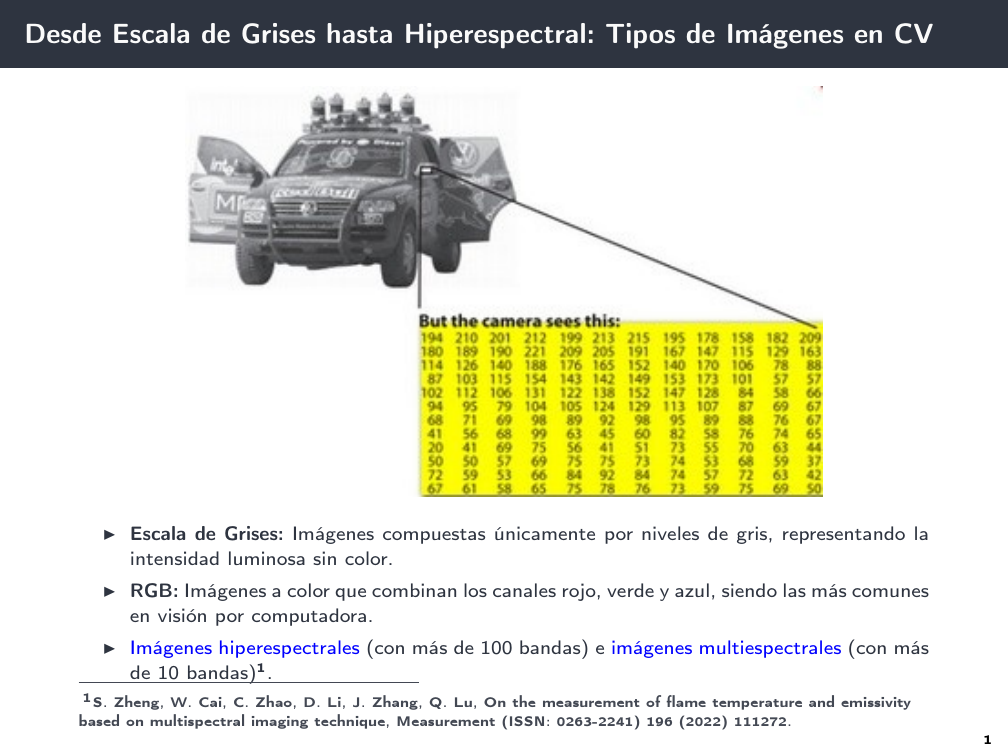 Desde Escala de Grises hasta Hiperespectral: Tipos de Imágenes en CV
Powered by Diesel
intel
Red Bull
But the camera sees this:
194 210 201 212 199 213 215 195 178 158 182 209
180 189 190 221 209 205 191 167 147 115 129 163
114 126 140 188 176 165 152 140 170 106 78 88
87 103 115 154 143 142 149 153 173 101 57 57
102 112 106 131 122 138 152 147 128 84 58 66
94 95 79 104 105 124 129 113 107 87 69 67
68 71 69 98 89 92 98 95 89 88 76 67
41 56 68 99 63 45 60 82 58 76 74 65
20 41 69 75 56 41 51 73 55 70 63 44
50 50 57 69 75 75 73 74 53 68 59 37
72 59 53 66 84 92 84 74 57 72 63 42
67 61 58 65 75 78 76 73 59 75 69 50
▶ Escala de Grises: Imágenes compuestas únicamente por niveles de gris, representando la
intensidad luminosa sin color.
▶ RGB: Imágenes a color que combinan los canales rojo, verde y azul, siendo las más comunes
en visión por computadora.
▶ Imágenes hiperespectrales (con más de 100 bandas) e imágenes multiespectrales (con más
de 10 bandas)¹.
¹S. Zheng, W. Cai, C. Zhao, D. Li, J. Zhang, Q. Lu, On the measurement of flame temperature and emissivity
based on multispectral imaging technique, Measurement (ISSN: 0263-2241) 196 (2022) 111272.
1